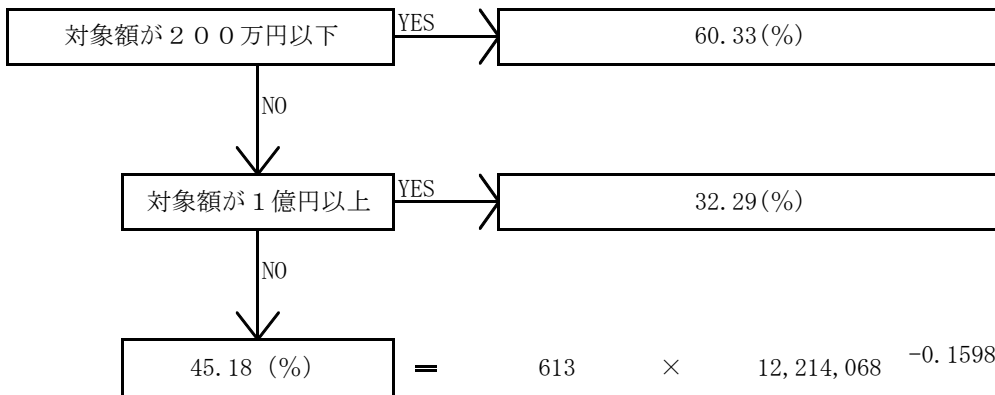 対象額が２００万円以下 YES 60.33(%)
NO
対象額が１億円以上 YES 32.29(%)
NO
45.18 (%) ＝ 613 × 12,214,068 -0.1598